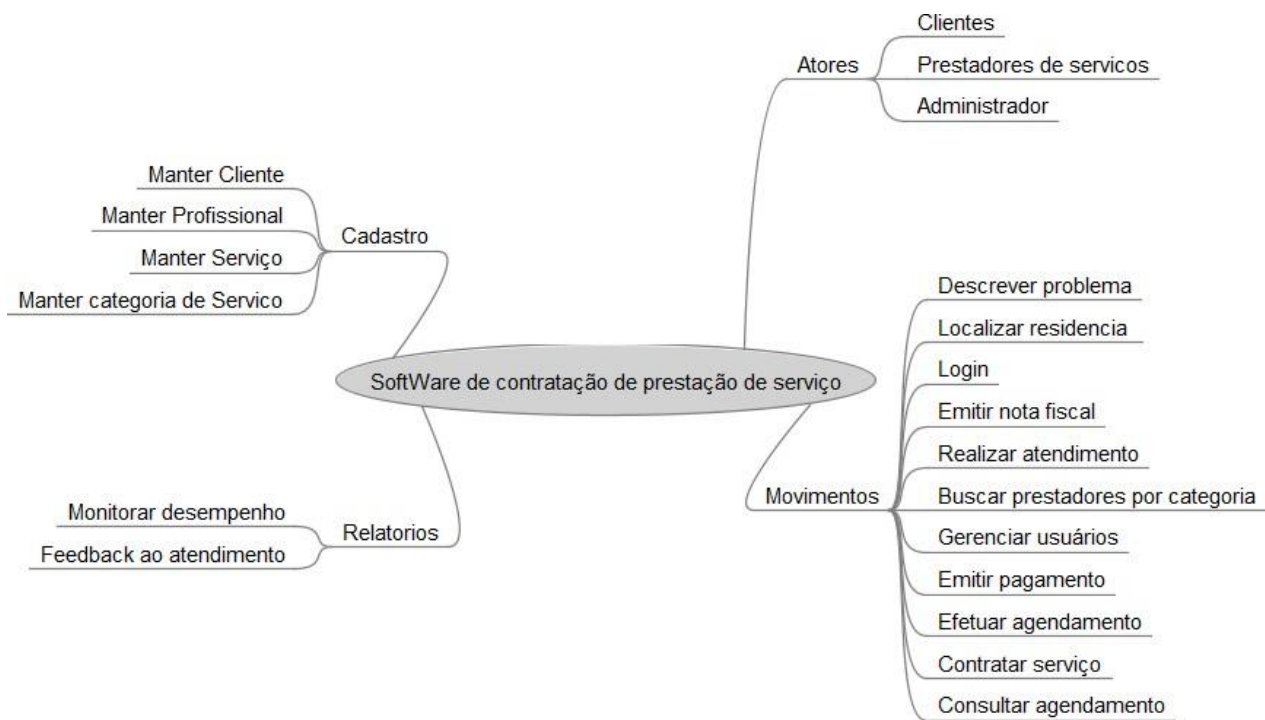 Clientes
Atores
Prestadores de servicos
Administrador
Manter Cliente
Manter Profissional
Cadastro
Manter Serviço
Manter categoria de Servico
SoftWare de contratação de prestação de serviço
Monitorar desempenho
Relatorios
Feedback ao atendimento
Descrever problema
Localizar residencia
Login
Emitir nota fiscal
Realizar atendimento
Movimentos
Buscar prestadores por categoria
Gerenciar usuários
Emitir pagamento
Efetuar agendamento
Contratar serviço
Consultar agendamento